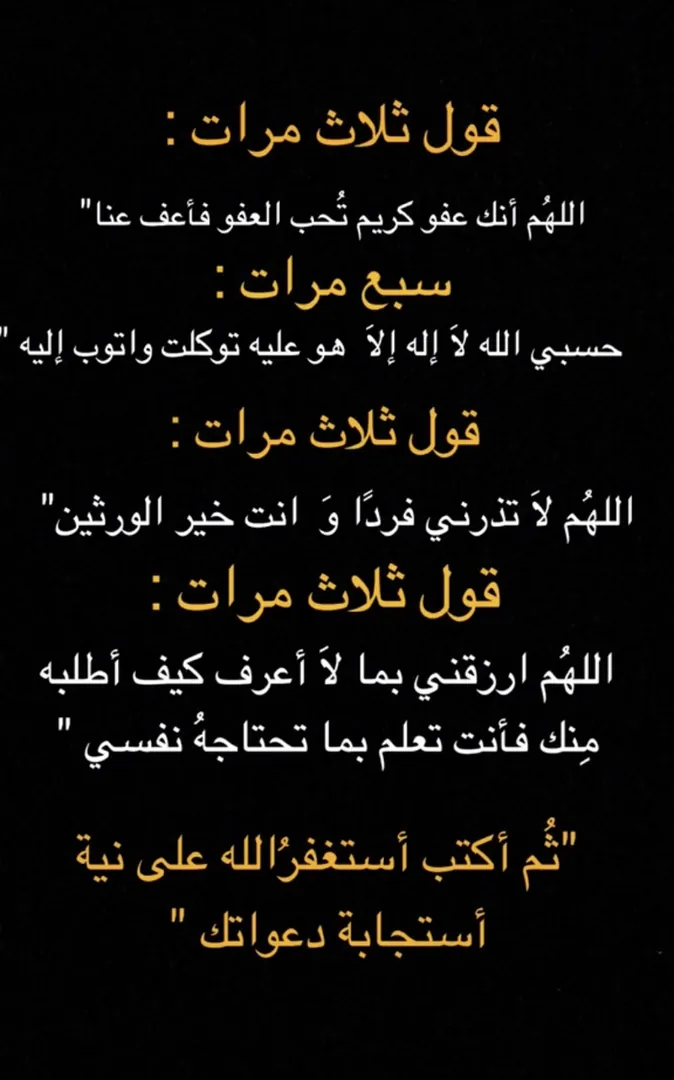 قول ثلاث مرات :
اللهُم أنك عفو كريم تُحب العفو فأعف عنا"
سبع مرات :
حسبي الله لاَ إله إلاَ هو عليه توكلت واتوب إليه "
قول ثلاث مرات :
اللهُم لاَ تذرني فردًا وَ انت خير الورثين"
قول ثلاث مرات :
اللهُم ارزقني بما لاَ أعرف كيف أطلبه
مِنك فأنت تعلم بما تحتاجهُ نفسي "
"ثُم أكتب أستغفرُالله على نية
أستجابة دعواتك "